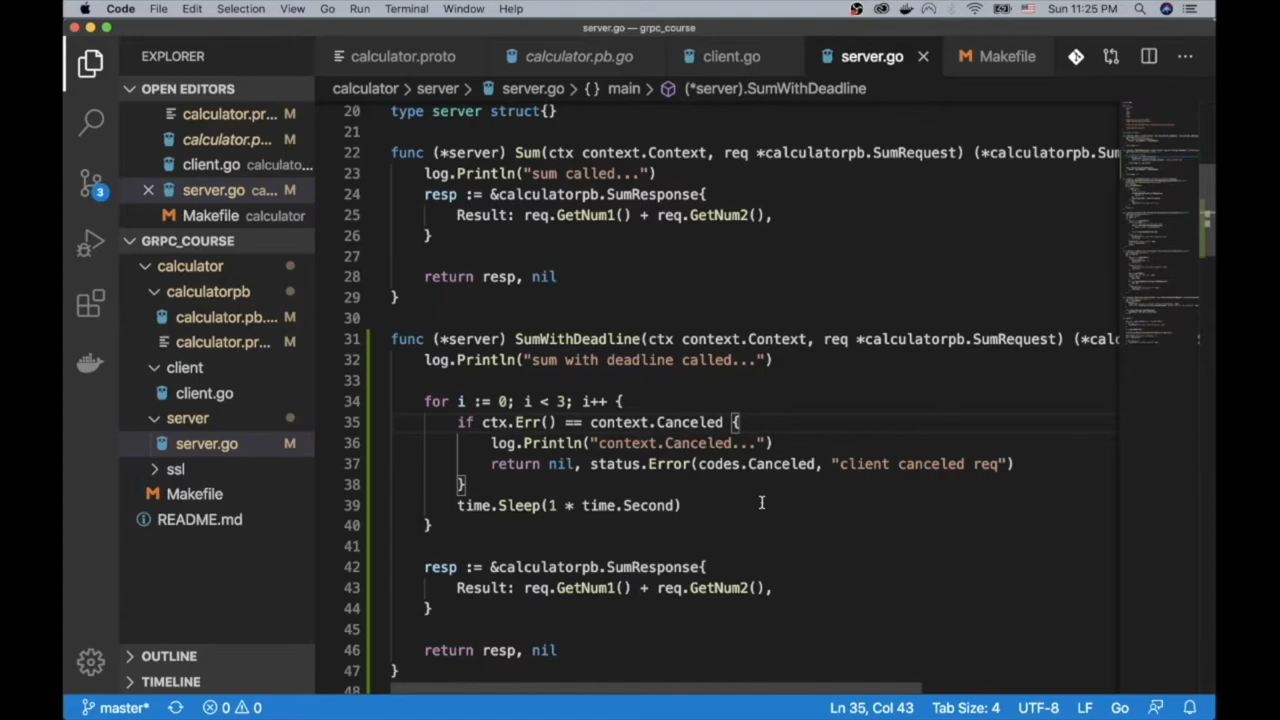 Code File Edit Selection View Go Run Terminal Window Help Sun 11:25 PM
server.go — grpc_course
EXPLORER
calculator.proto calculator.pb.go client.go server.go Makefile
OPEN EDITORS
calculator > server > server.go > {} main > (*server).SumWithDeadline
calculator.pr... M
calculator.p... M
client.go calculato...
server.go ca... M
Makefile calculator
GRPC_COURSE
calculator
calculatorpb
calculator.pb.... M
calculator.pr... M
client
client.go
server
server.go M
ssl
Makefile
README.md
OUTLINE
TIMELINE
3
20 type server struct{}
21
22 func (*server) Sum(ctx context.Context, req *calculatorpb.SumRequest) (*calculatorpb.Sum
23 log.Println("sum called...")
24 resp := &calculatorpb.SumResponse{
25 Result: req.GetNum1() + req.GetNum2(),
26 }
27
28 return resp, nil
29 }
30
31 func (*server) SumWithDeadline(ctx context.Context, req *calculatorpb.SumRequest) (*calc
32 log.Println("sum with deadline called...")
33
34 for i := 0; i < 3; i++ {
35 if ctx.Err() == context.Canceled {
36 log.Println("context.Canceled...")
37 return nil, status.Error(codes.Canceled, "client canceled req")
38 }
39 time.Sleep(1 * time.Second)
40 }
41
42 resp := &calculatorpb.SumResponse{
43 Result: req.GetNum1() + req.GetNum2(),
44 }
45
46 return resp, nil
47 }
48
master* 0 0 Ln 35, Col 43 Tab Size: 4 UTF-8 LF Go